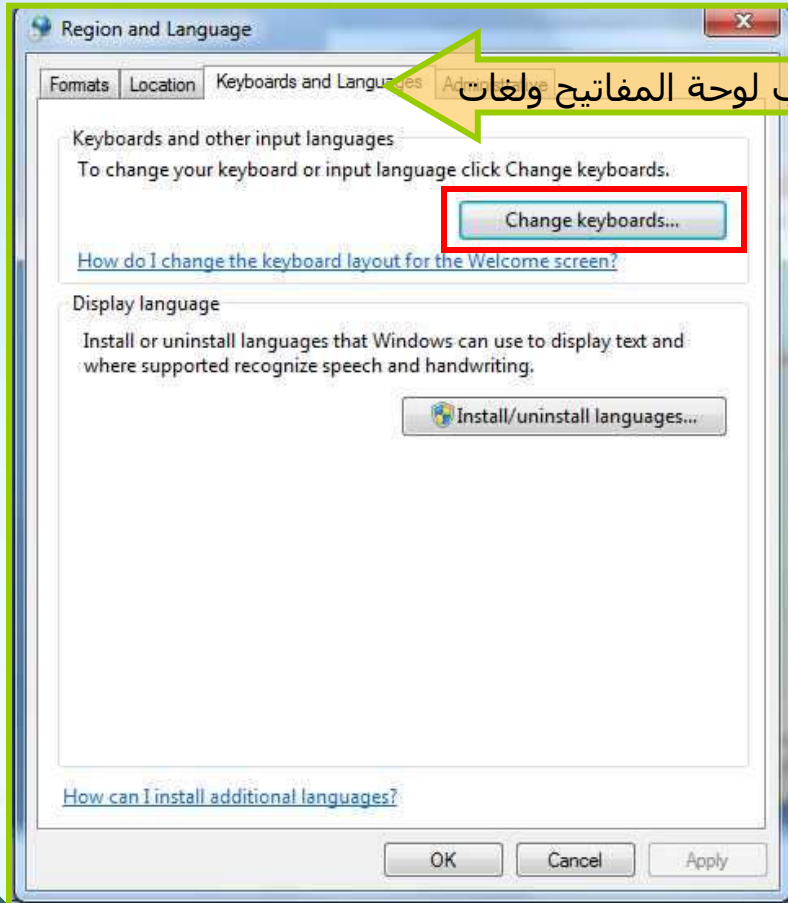 Region and Language
Formats Location Keyboards and Languages Administrative
لوحة المفاتيح ولغات
Keyboards and other input languages
To change your keyboard or input language click Change keyboards.
Change keyboards...
How do I change the keyboard layout for the Welcome screen?
Display language
Install or uninstall languages that Windows can use to display text and
where supported recognize speech and handwriting.
Install/uninstall languages...
How can I install additional languages?
OK Cancel Apply